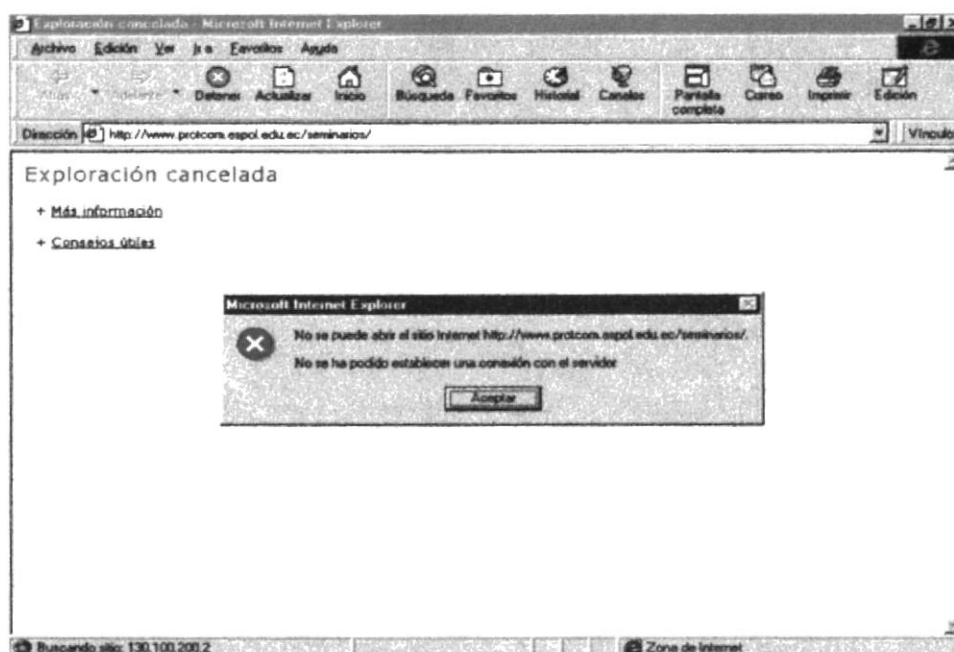 Exploración cancelada - Microsoft Internet Explorer
Archivo Edición Ver Ir a Favoritos Ayuda
Atrás Adelante Detener Actualizar Inicio Búsqueda Favoritos Historial Canales Pantalla completa Correo Imprimir Edición
Dirección http://www.protcom.espol.edu.ec/seminarios/ Vínculos
Exploración cancelada
+ Más información
+ Consejos útiles
Microsoft Internet Explorer
No se puede abrir el sitio Internet http://www.protcom.espol.edu.ec/seminarios/.
No se ha podido establecer una conexión con el servidor
Aceptar
Buscando sitio: 130.100.200.2 Zona de Internet